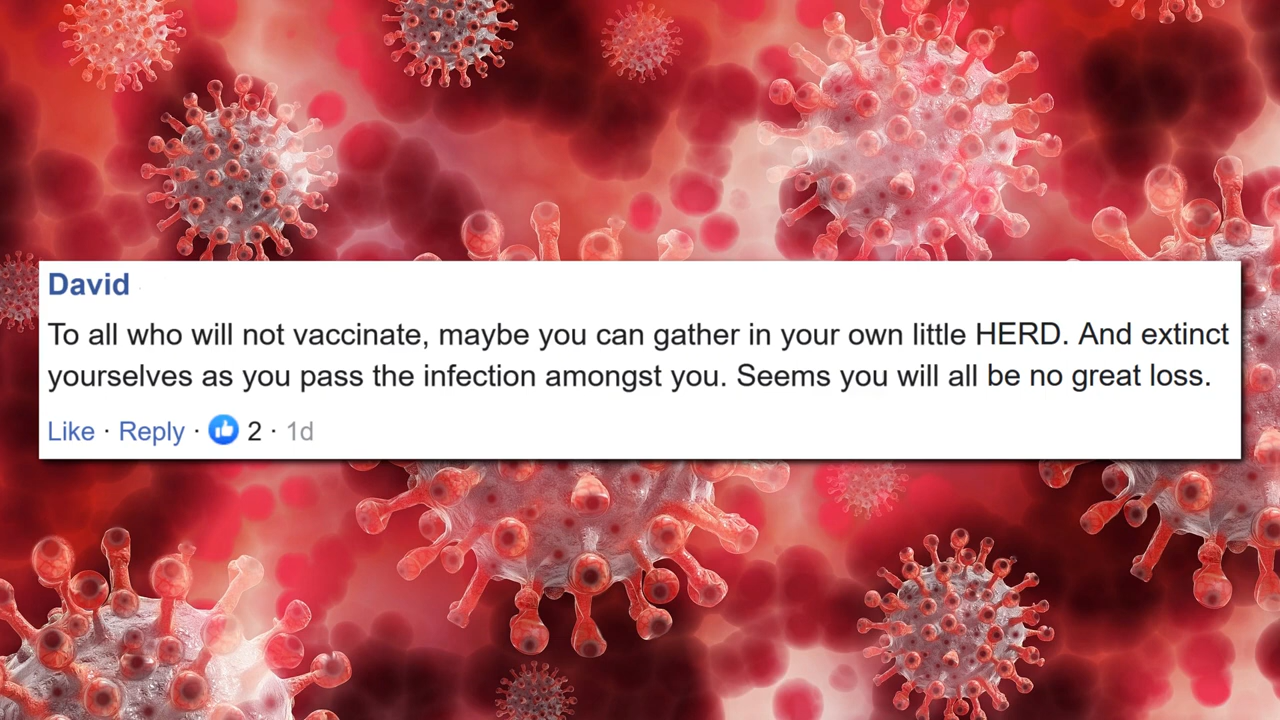 David
To all who will not vaccinate, maybe you can gather in your own little HERD. And extinct
yourselves as you pass the infection amongst you. Seems you will all be no great loss.
Like · Reply · 2 · 1d